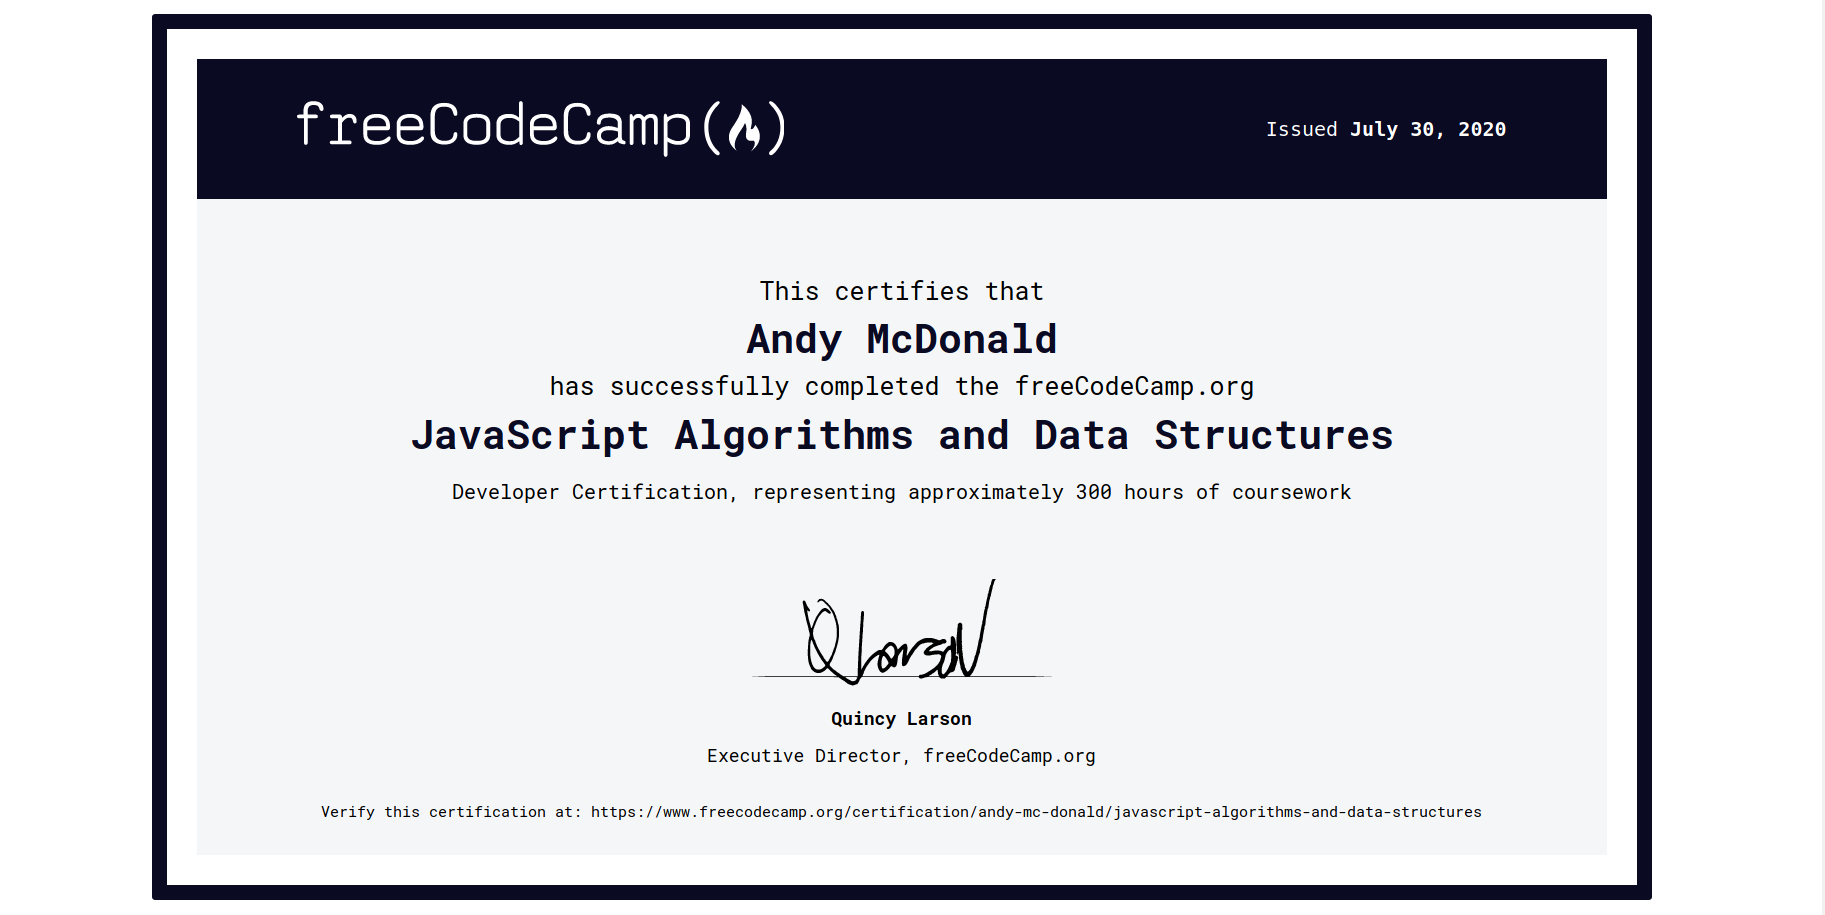 freeCodeCamp(🔥)
Issued July 30, 2020
This certifies that
Andy McDonald
has successfully completed the freeCodeCamp.org
JavaScript Algorithms and Data Structures
Developer Certification, representing approximately 300 hours of coursework
Q Larson
Quincy Larson
Executive Director, freeCodeCamp.org
Verify this certification at: https://www.freecodecamp.org/certification/andy-mc-donald/javascript-algorithms-and-data-structures